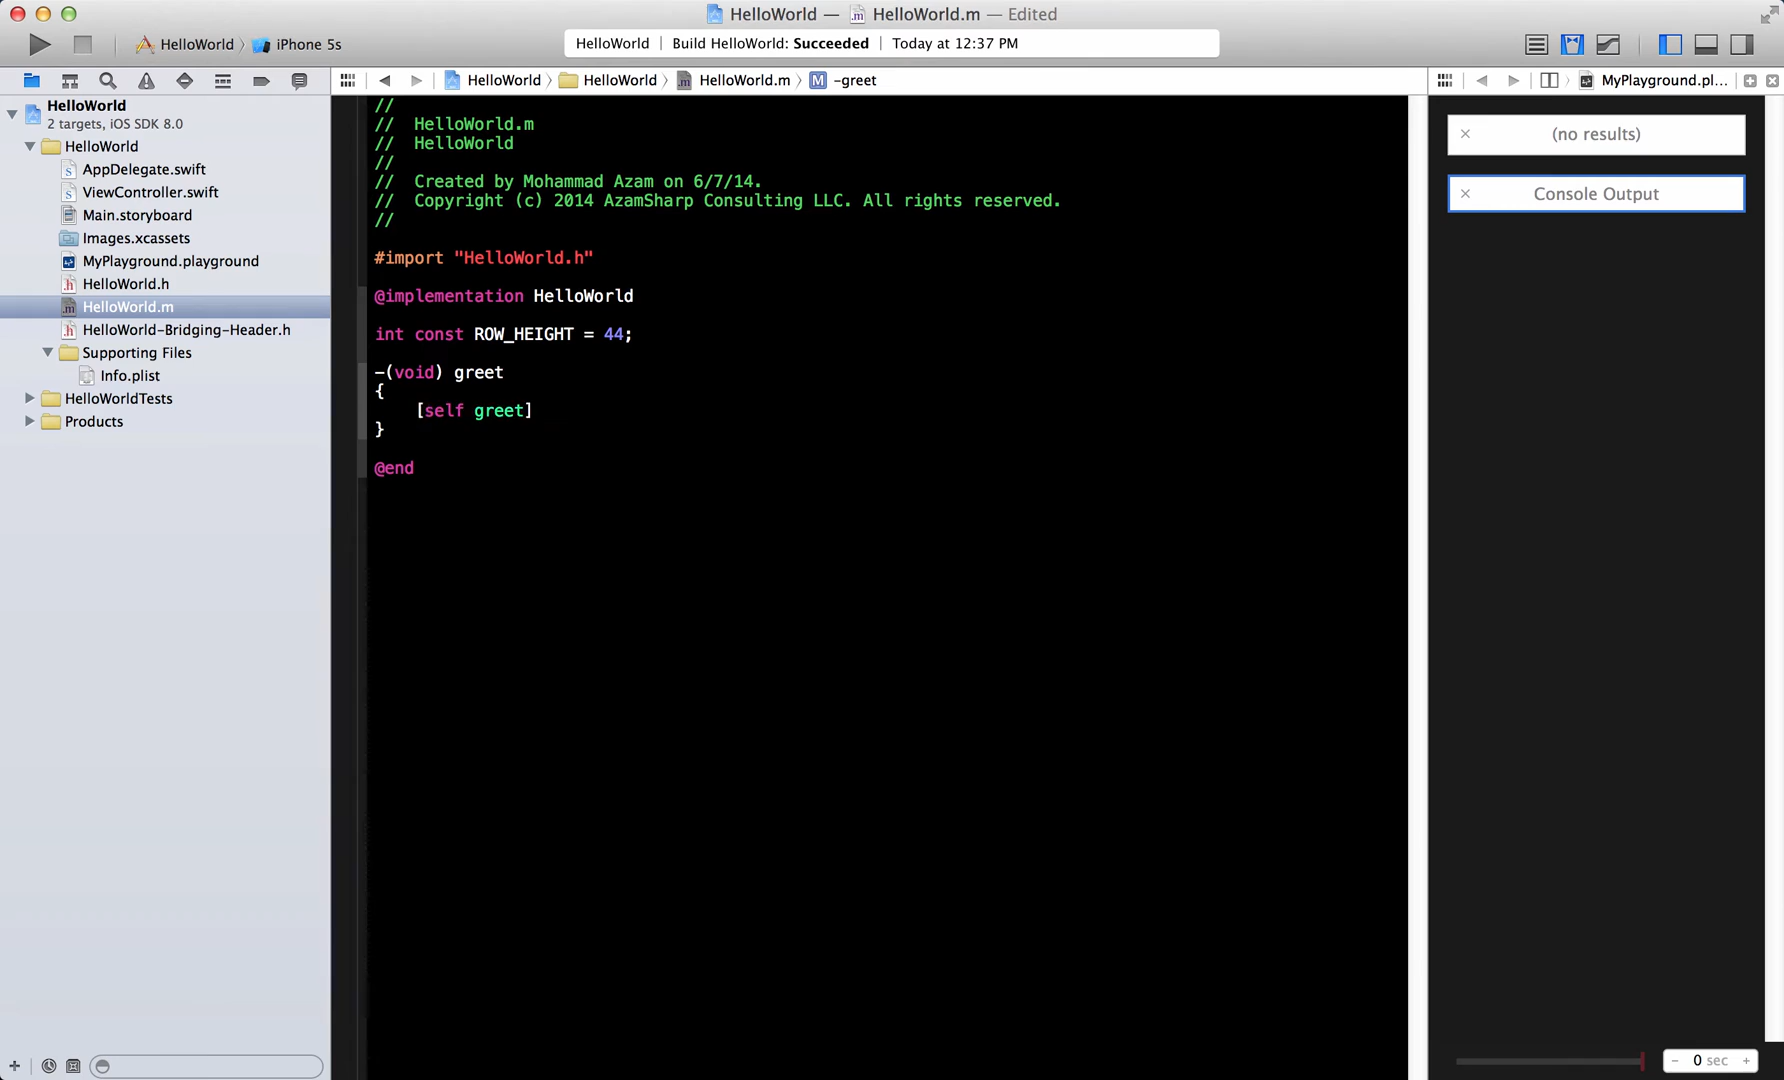 HelloWorld — HelloWorld.m — Edited
HelloWorld iPhone 5s
HelloWorld | Build HelloWorld: Succeeded | Today at 12:37 PM
HelloWorld HelloWorld HelloWorld.m M -greet
MyPlayground.pl...
HelloWorld
2 targets, iOS SDK 8.0
HelloWorld
AppDelegate.swift
ViewController.swift
Main.storyboard
Images.xcassets
MyPlayground.playground
HelloWorld.h
HelloWorld.m
HelloWorld-Bridging-Header.h
Supporting Files
Info.plist
HelloWorldTests
Products
//
//  HelloWorld.m
//  HelloWorld
//
//  Created by Mohammad Azam on 6/7/14.
//  Copyright (c) 2014 AzamSharp Consulting LLC. All rights reserved.
//
#import "HelloWorld.h"
@implementation HelloWorld
int const ROW_HEIGHT = 44;
-(void) greet
{
[self greet]
}
@end
(no results)
Console Output
- 0 sec +